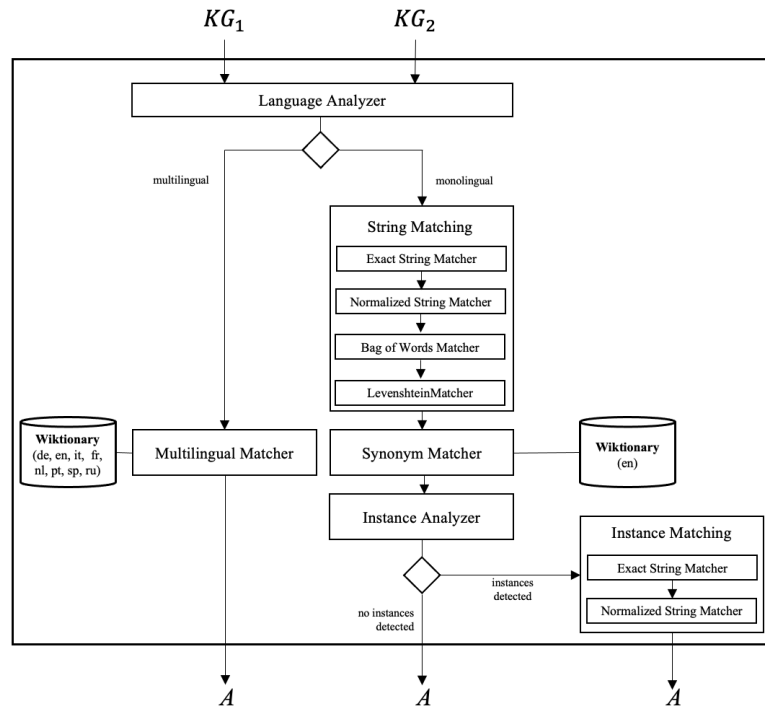 KG₁
KG₂
Language Analyzer
multilingual
monolingual
String Matching
Exact String Matcher
Normalized String Matcher
Bag of Words Matcher
LevenshteinMatcher
Wiktionary
(de, en, it, fr,
nl, pt, sp, ru)
Multilingual Matcher
Synonym Matcher
Wiktionary
(en)
Instance Analyzer
Instance Matching
Exact String Matcher
Normalized String Matcher
instances
detected
no instances
detected
A
A
A